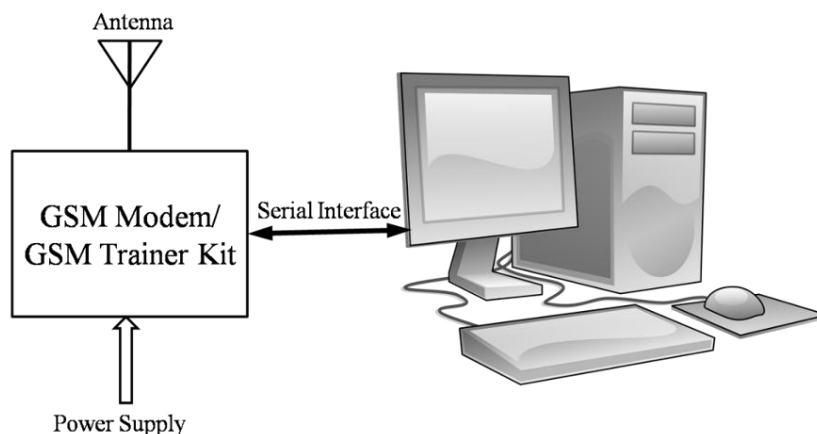 Antenna
GSM Modem/
GSM Trainer Kit
Serial Interface
Power Supply